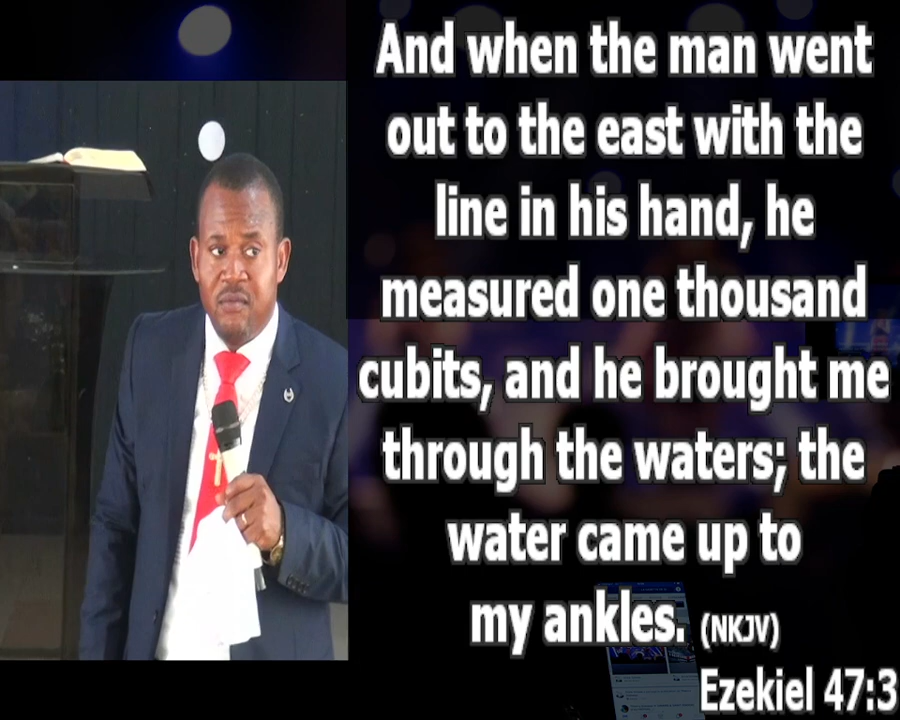 And when the man went
out to the east with the
line in his hand, he
measured one thousand
cubits, and he brought me
through the waters; the
water came up to
my ankles. (NKJV)
Ezekiel 47:3